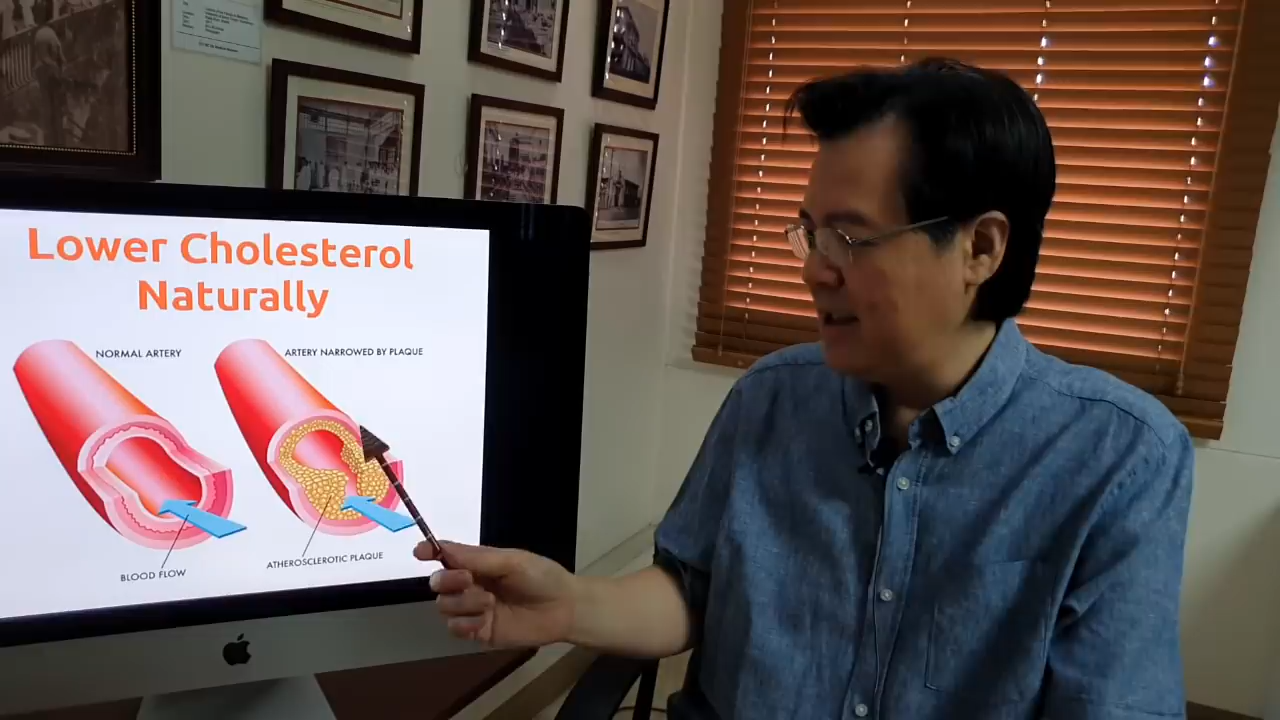 Lower Cholesterol
Naturally
NORMAL ARTERY
ARTERY NARROWED BY PLAQUE
BLOOD FLOW
ATHEROSCLEROTIC PLAQUE